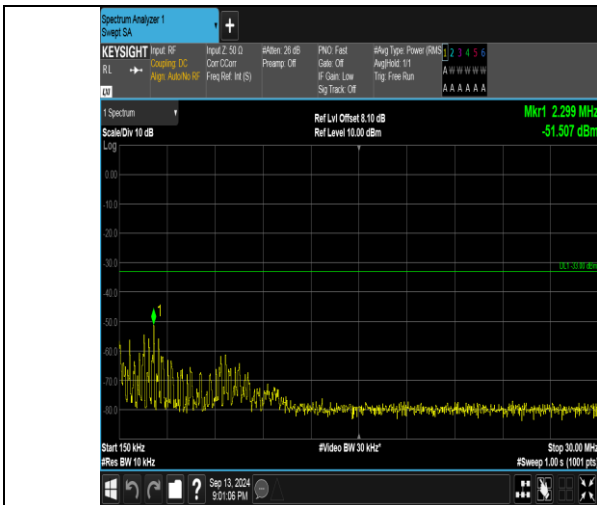 Spectrum Analyzer 1
Swept SA
+
KEYSIGHT
RL
LXI
Input: RF
Coupling: DC
Align: Auto/No RF
Input Z: 50 Ω
Corr CCorr
Freq Ref: Int (S)
#Atten: 26 dB
Preamp: Off
PNO: Fast
Gate: Off
IF Gain: Low
Sig Track: Off
#Avg Type: Power (RMS
Avg|Hold: 1/1
Trig: Free Run
1 2 3 4 5 6
A W W W W W
A A A A A A
1 Spectrum
Scale/Div 10 dB
Log
Ref Lvl Offset 8.10 dB
Ref Level 10.00 dBm
Mkr1 2.299 MHz
-51.507 dBm
0.00
-10.0
-20.0
-30.0
DL1 -33.00 dBm
-40.0
1
-50.0
-60.0
-70.0
-80.0
Start 150 kHz
#Video BW 30 kHz*
Stop 30.00 MHz
#Res BW 10 kHz
#Sweep 1.00 s (1001 pts)
?
Sep 13, 2024
9:01:06 PM